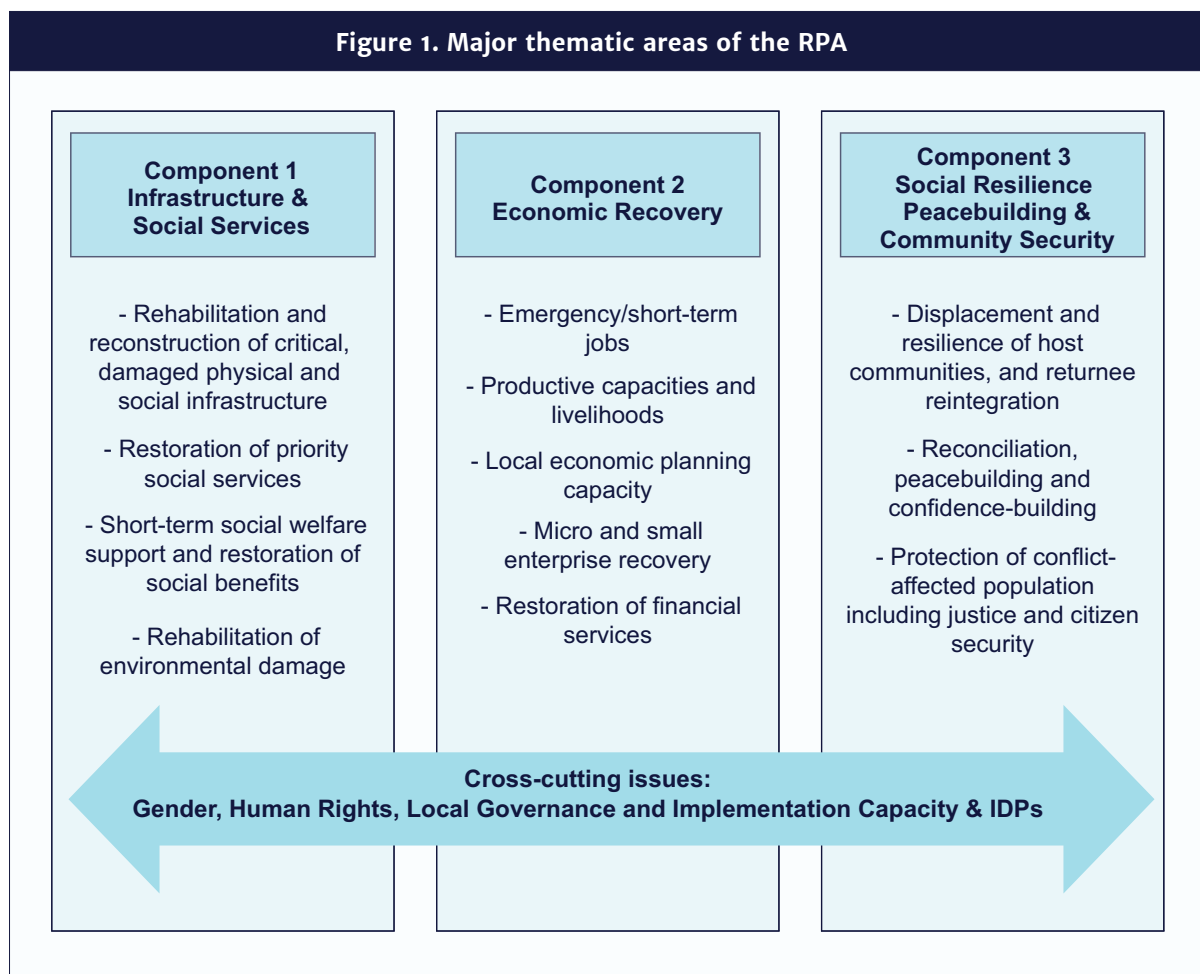 Figure 1. Major thematic areas of the RPA
Component 1
Infrastructure &
Social Services
- Rehabilitation and
reconstruction of critical,
damaged physical and
social infrastructure
- Restoration of priority
social services
- Short-term social welfare
support and restoration of
social benefits
- Rehabilitation of
environmental damage
Component 2
Economic Recovery
- Emergency/short-term
jobs
- Productive capacities and
livelihoods
- Local economic planning
capacity
- Micro and small
enterprise recovery
- Restoration of financial
services
Component 3
Social Resilience
Peacebuilding &
Community Security
- Displacement and
resilience of host
communities, and returnee
reintegration
- Reconciliation,
peacebuilding and
confidence-building
- Protection of conflict-
affected population
including justice and citizen
security
Cross-cutting issues:
Gender, Human Rights, Local Governance and Implementation Capacity & IDPs